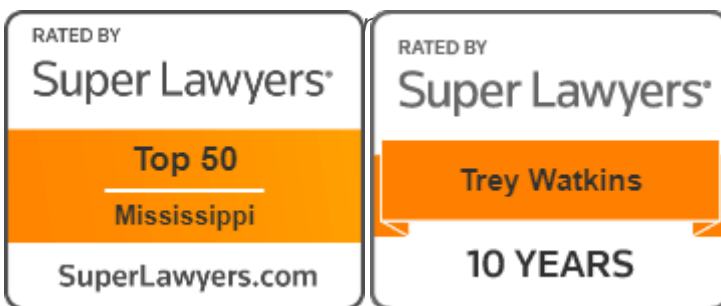 RATED BY
Super Lawyers®
Top 50
Mississippi
SuperLawyers.com
RATED BY
Super Lawyers®
Trey Watkins
10 YEARS